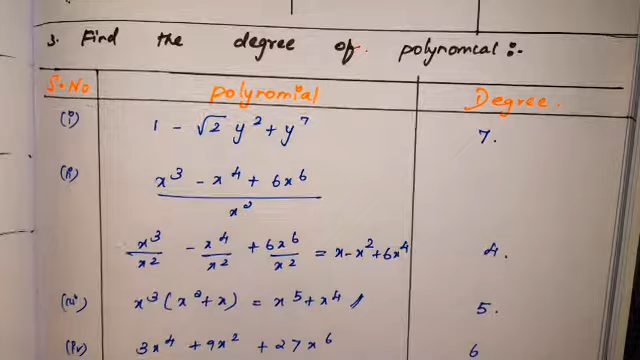 3. Find the degree of polynomeal :-
S.No polynomial Degree.
(i) 1 - √2 y² + y⁷ 7.
(ii) x³ - x⁴ + 6x⁶
x²
x³/x² - x⁴/x² + 6x⁶/x² = x - x² + 6x⁴ 4.
(iii) x³(x² + x) = x⁵ + x⁴ // 5.
(iv) 3x⁴ + 9x² + 27x⁶ 6